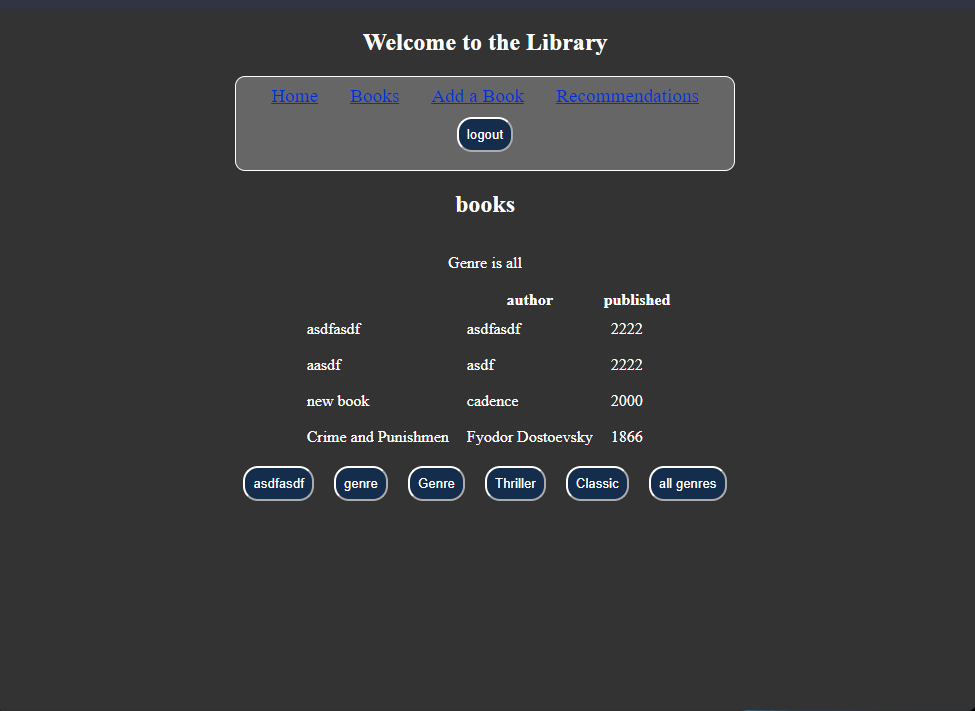 Welcome to the Library
Home Books Add a Book Recommendations
logout
books
Genre is all
author published
asdfasdf asdfasdf 2222
aasdf asdf 2222
new book cadence 2000
Crime and Punishmen Fyodor Dostoevsky 1866
asdfasdf genre Genre Thriller Classic all genres